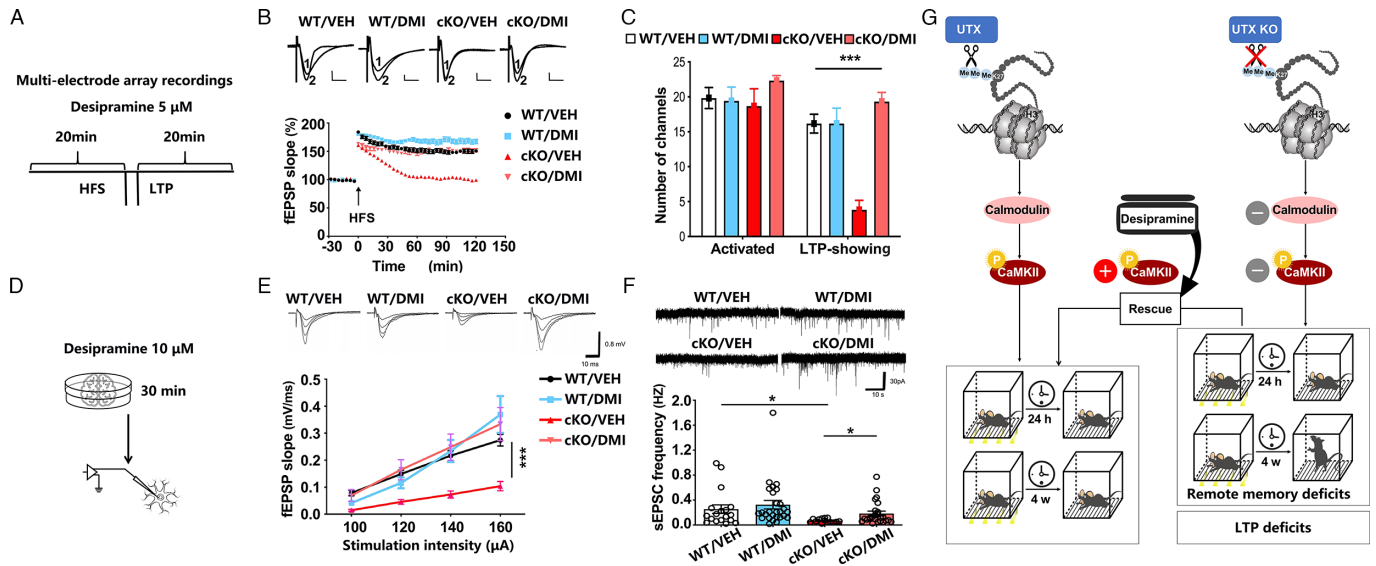 A
Multi-electrode array recordings
Desipramine 5 μM
20min
20min
HFS
LTP
B
WT/VEH
WT/DMI
cKO/VEH
cKO/DMI
1
2
1
2
1
2
1
2
fEPSP slope (%)
200
150
100
50
0
HFS
-30
0
30
60
90
120
150
Time (min)
WT/VEH
WT/DMI
cKO/VEH
cKO/DMI
C
WT/VEH
WT/DMI
cKO/VEH
cKO/DMI
***
Number of channels
25
20
15
10
5
0
Activated
LTP-showing
D
Desipramine 10 μM
30 min
E
WT/VEH
WT/DMI
cKO/VEH
cKO/DMI
0.8 mV
10 ms
fEPSP slope (mV/ms)
0.5
0.4
0.3
0.2
0.1
0.0
WT/VEH
WT/DMI
cKO/VEH
cKO/DMI
***
100
120
140
160
Stimulation intensity (μA)
F
WT/VEH
WT/DMI
cKO/VEH
cKO/DMI
30pA
10 s
sEPSC frequency (HZ)
2.0
1.6
1.2
0.8
0.4
0.0
*
*
WT/VEH
WT/DMI
cKO/VEH
cKO/DMI
G
UTX
Me
Me
Me
K27
H3
Calmodulin
P
CaMKII
Desipramine
+
P
CaMKII
Rescue
UTX KO
Me
Me
Me
K27
H3
−
Calmodulin
−
P
CaMKII
24 h
4 w
24 h
4 w
Remote memory deficits
LTP deficits